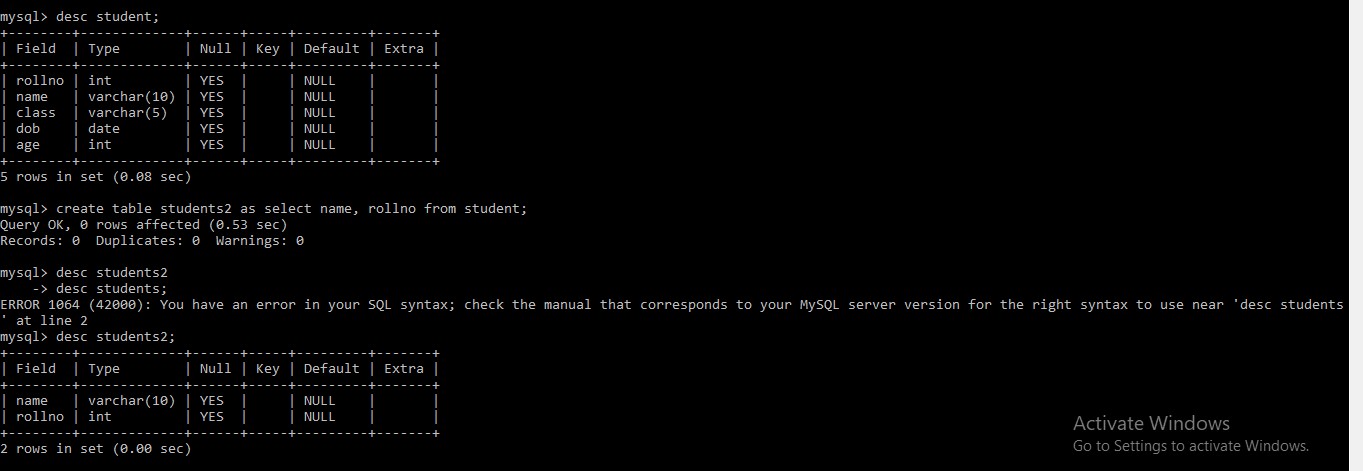 mysql> desc student;
+--------+-------------+------+-----+---------+-------+
| Field  | Type        | Null | Key | Default | Extra |
+--------+-------------+------+-----+---------+-------+
| rollno | int         | YES  |     | NULL    |       |
| name   | varchar(10) | YES  |     | NULL    |       |
| class  | varchar(5)  | YES  |     | NULL    |       |
| dob    | date        | YES  |     | NULL    |       |
| age    | int         | YES  |     | NULL    |       |
+--------+-------------+------+-----+---------+-------+
5 rows in set (0.08 sec)

mysql> create table students2 as select name, rollno from student;
Query OK, 0 rows affected (0.53 sec)
Records: 0  Duplicates: 0  Warnings: 0

mysql> desc students2
    -> desc students;
ERROR 1064 (42000): You have an error in your SQL syntax; check the manual that corresponds to your MySQL server version for the right syntax to use near 'desc students
' at line 2
mysql> desc students2;
+--------+-------------+------+-----+---------+-------+
| Field  | Type        | Null | Key | Default | Extra |
+--------+-------------+------+-----+---------+-------+
| name   | varchar(10) | YES  |     | NULL    |       |
| rollno | int         | YES  |     | NULL    |       |
+--------+-------------+------+-----+---------+-------+
2 rows in set (0.00 sec)
Activate Windows
Go to Settings to activate Windows.